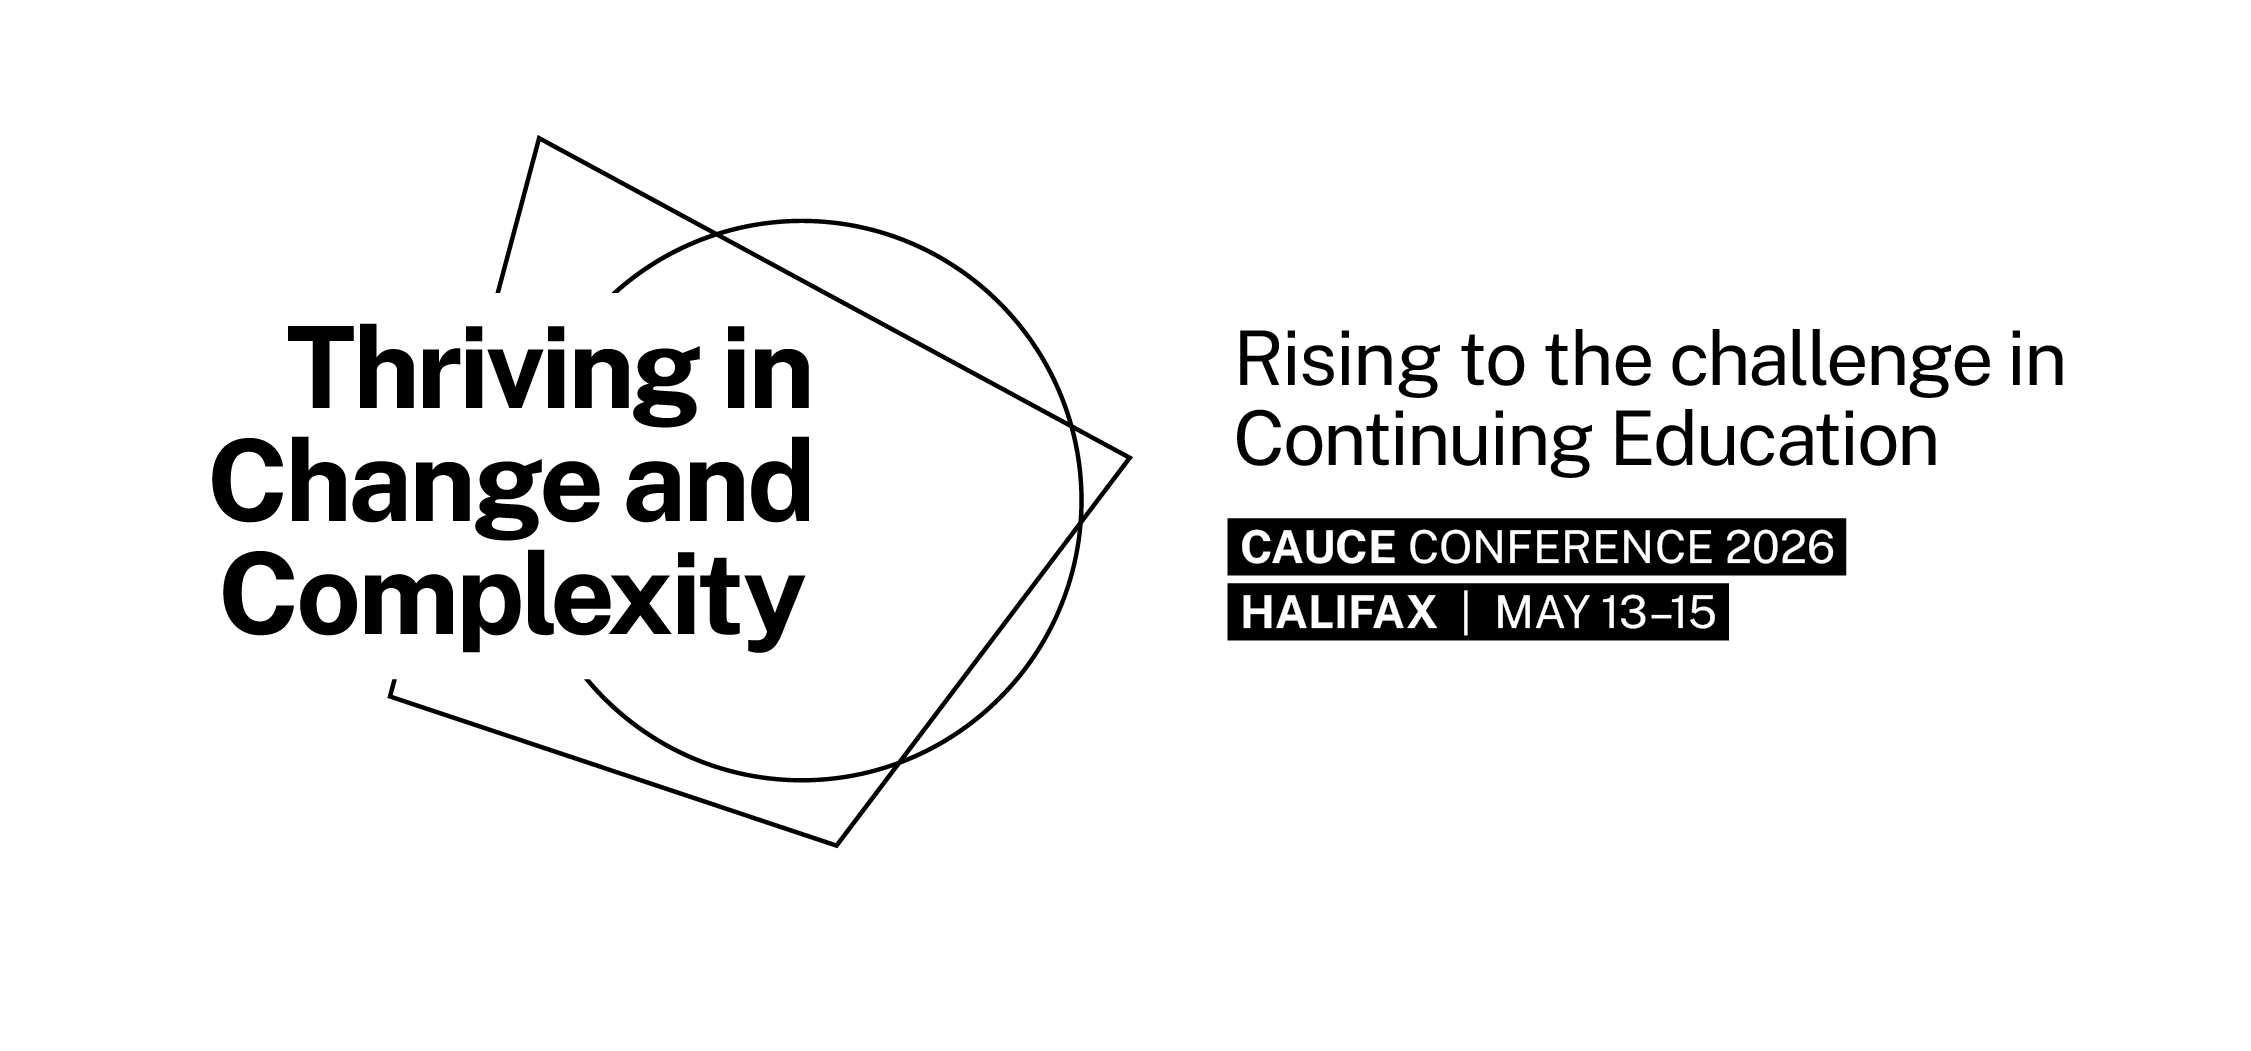 Thriving in
Change and
Complexity
Rising to the challenge in
Continuing Education
CAUCE CONFERENCE 2026
HALIFAX | MAY 13–15